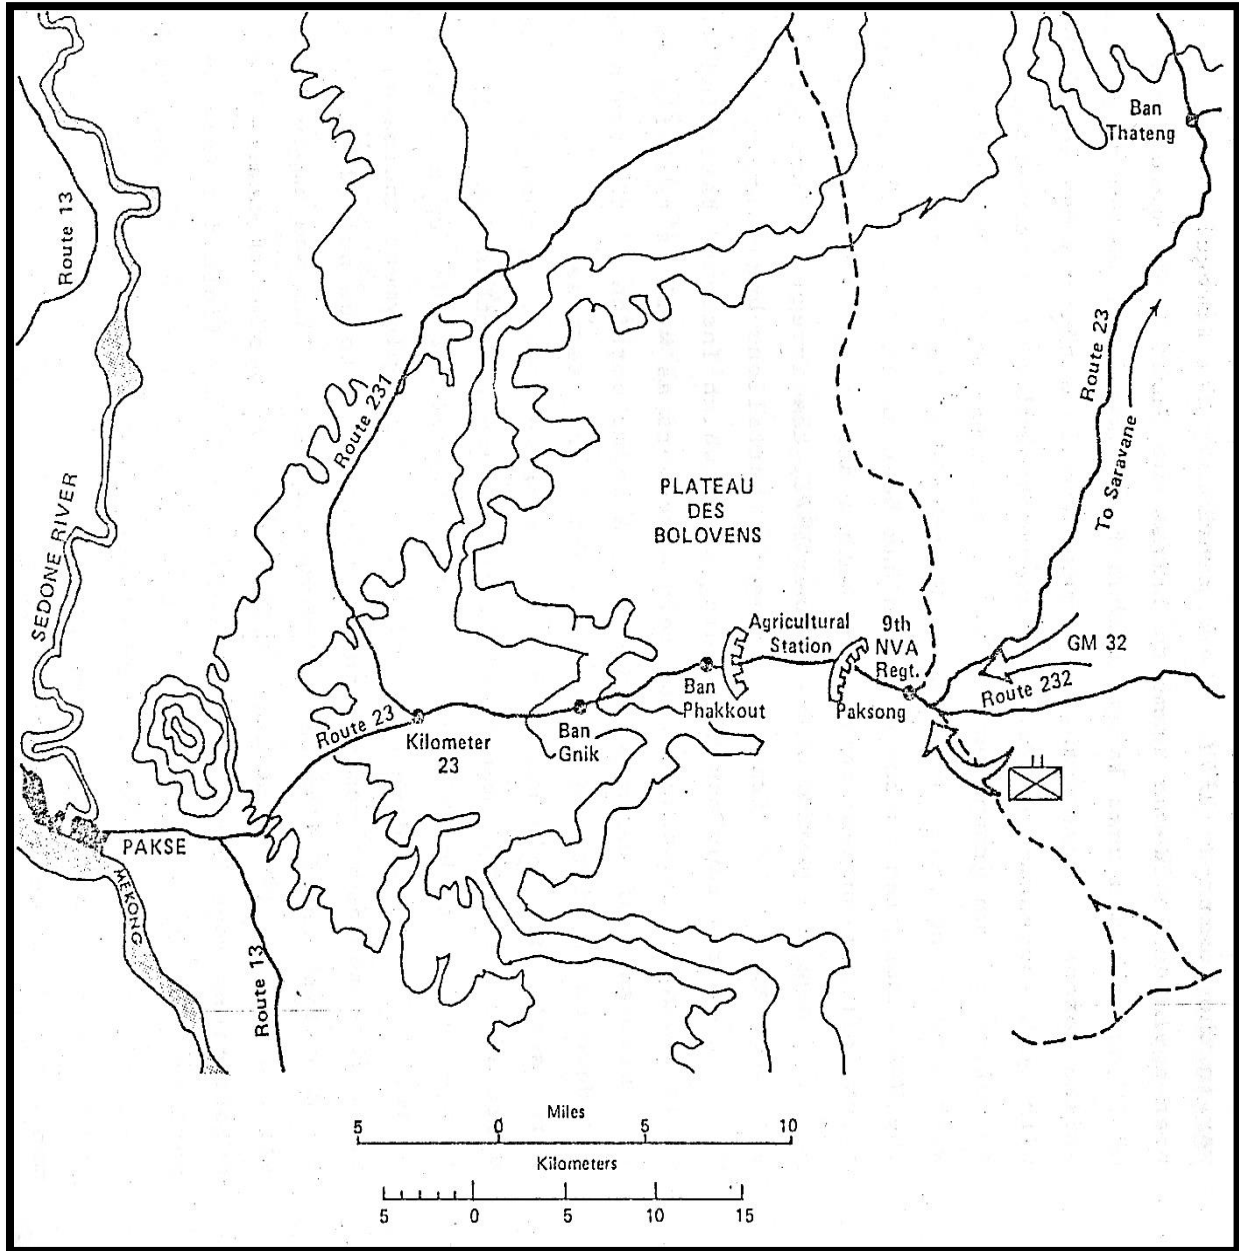 Ban
Thateng
Route 13
Route 23
Route 231
To Saravane
PLATEAU
DES
BOLOVENS
SEDONE RIVER
Agricultural
Station
9th
NVA
Regt.
GM 32
Route 232
Ban
Phakkout
Paksong
Route 23
Kilometer
23
Ban
Gnik
PAKSE
MEKONG
Route 13
Miles
5 0 5 10
Kilometers
5 0 5 10 15